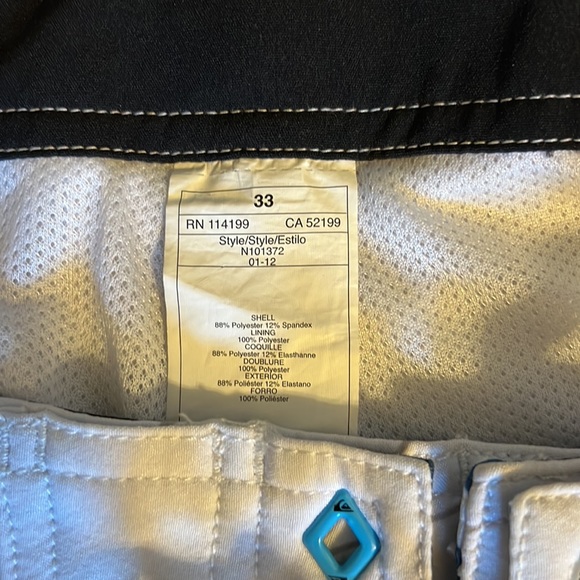 33
RN 114199 CA 52199
Style/Style/Estilo
N101372
01-12
SHELL
88% Polyester 12% Spandex
LINING
100% Polyester
COQUILLE
88% Polyester 12% Elasthanne
DOUBLURE
100% Polyester
EXTERIOR
88% Poliéster 12% Elastano
FORRO
100% Poliéster